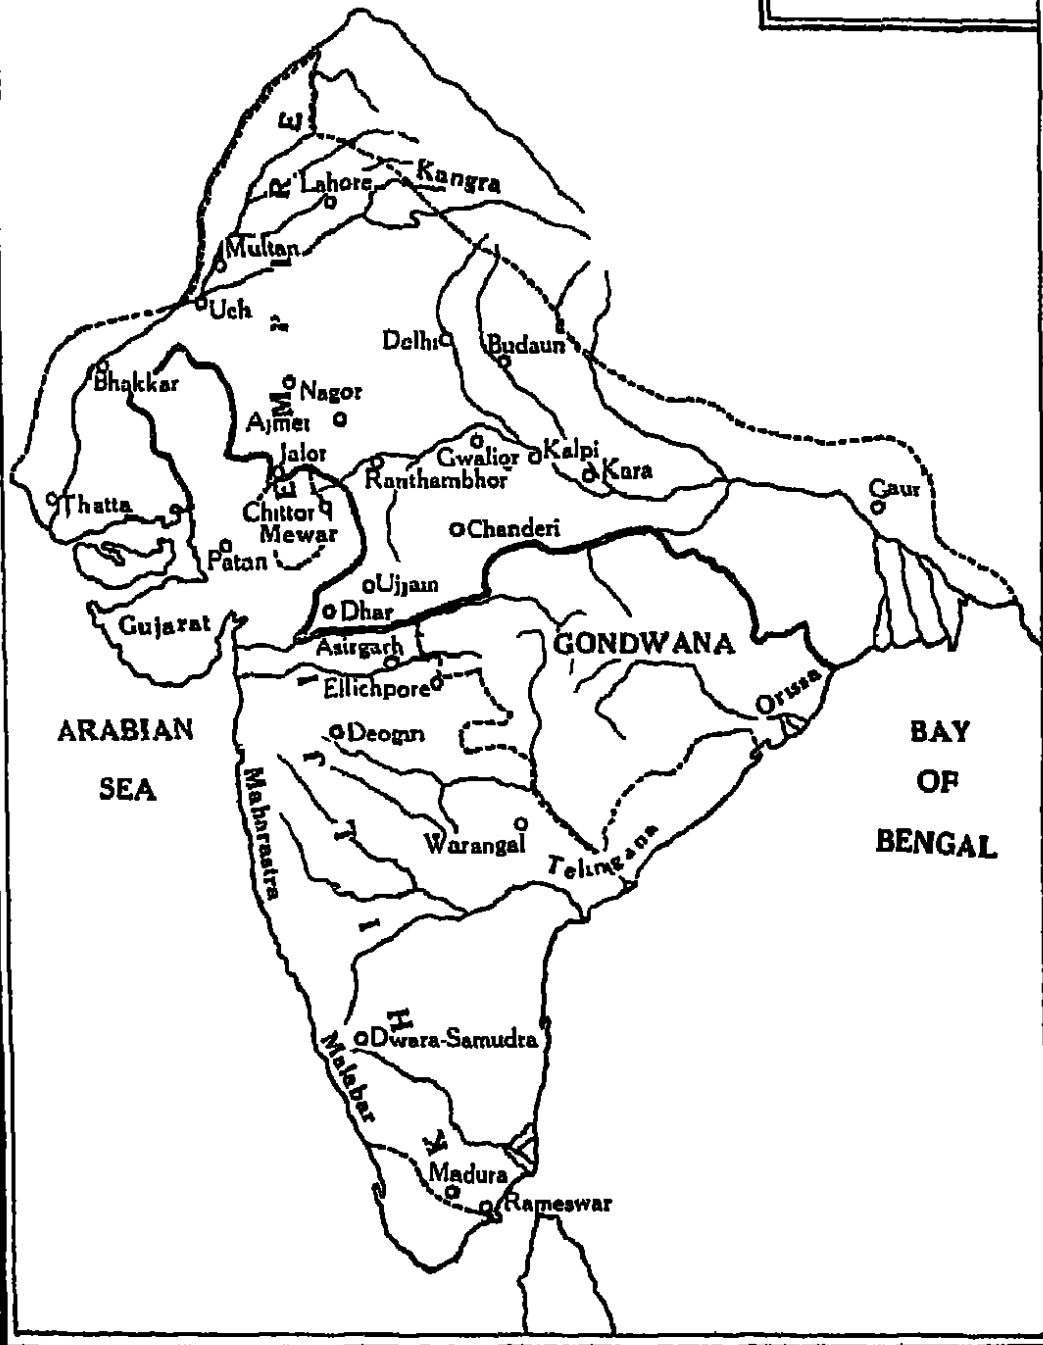 Kangra
Lahore
Multan
Uch
Delhi
Budaun
Bhakkar
Nagor
Ajmer
Jalor
Gwalior
Kalpi
Ranthambhor
Kara
Thatta
Chittor
Mewar
Gaur
Chanderi
Patan
Ujjain
Dhar
Gujarat
GONDWANA
Asirgarh
Ellichpore
Orissa
ARABIAN
SEA
Deogiri
BAY
OF
BENGAL
Maharastra
Warangal
Telingana
Dwara-Samudra
Malabar
Madura
Rameswar
KHILJI EMPIRE